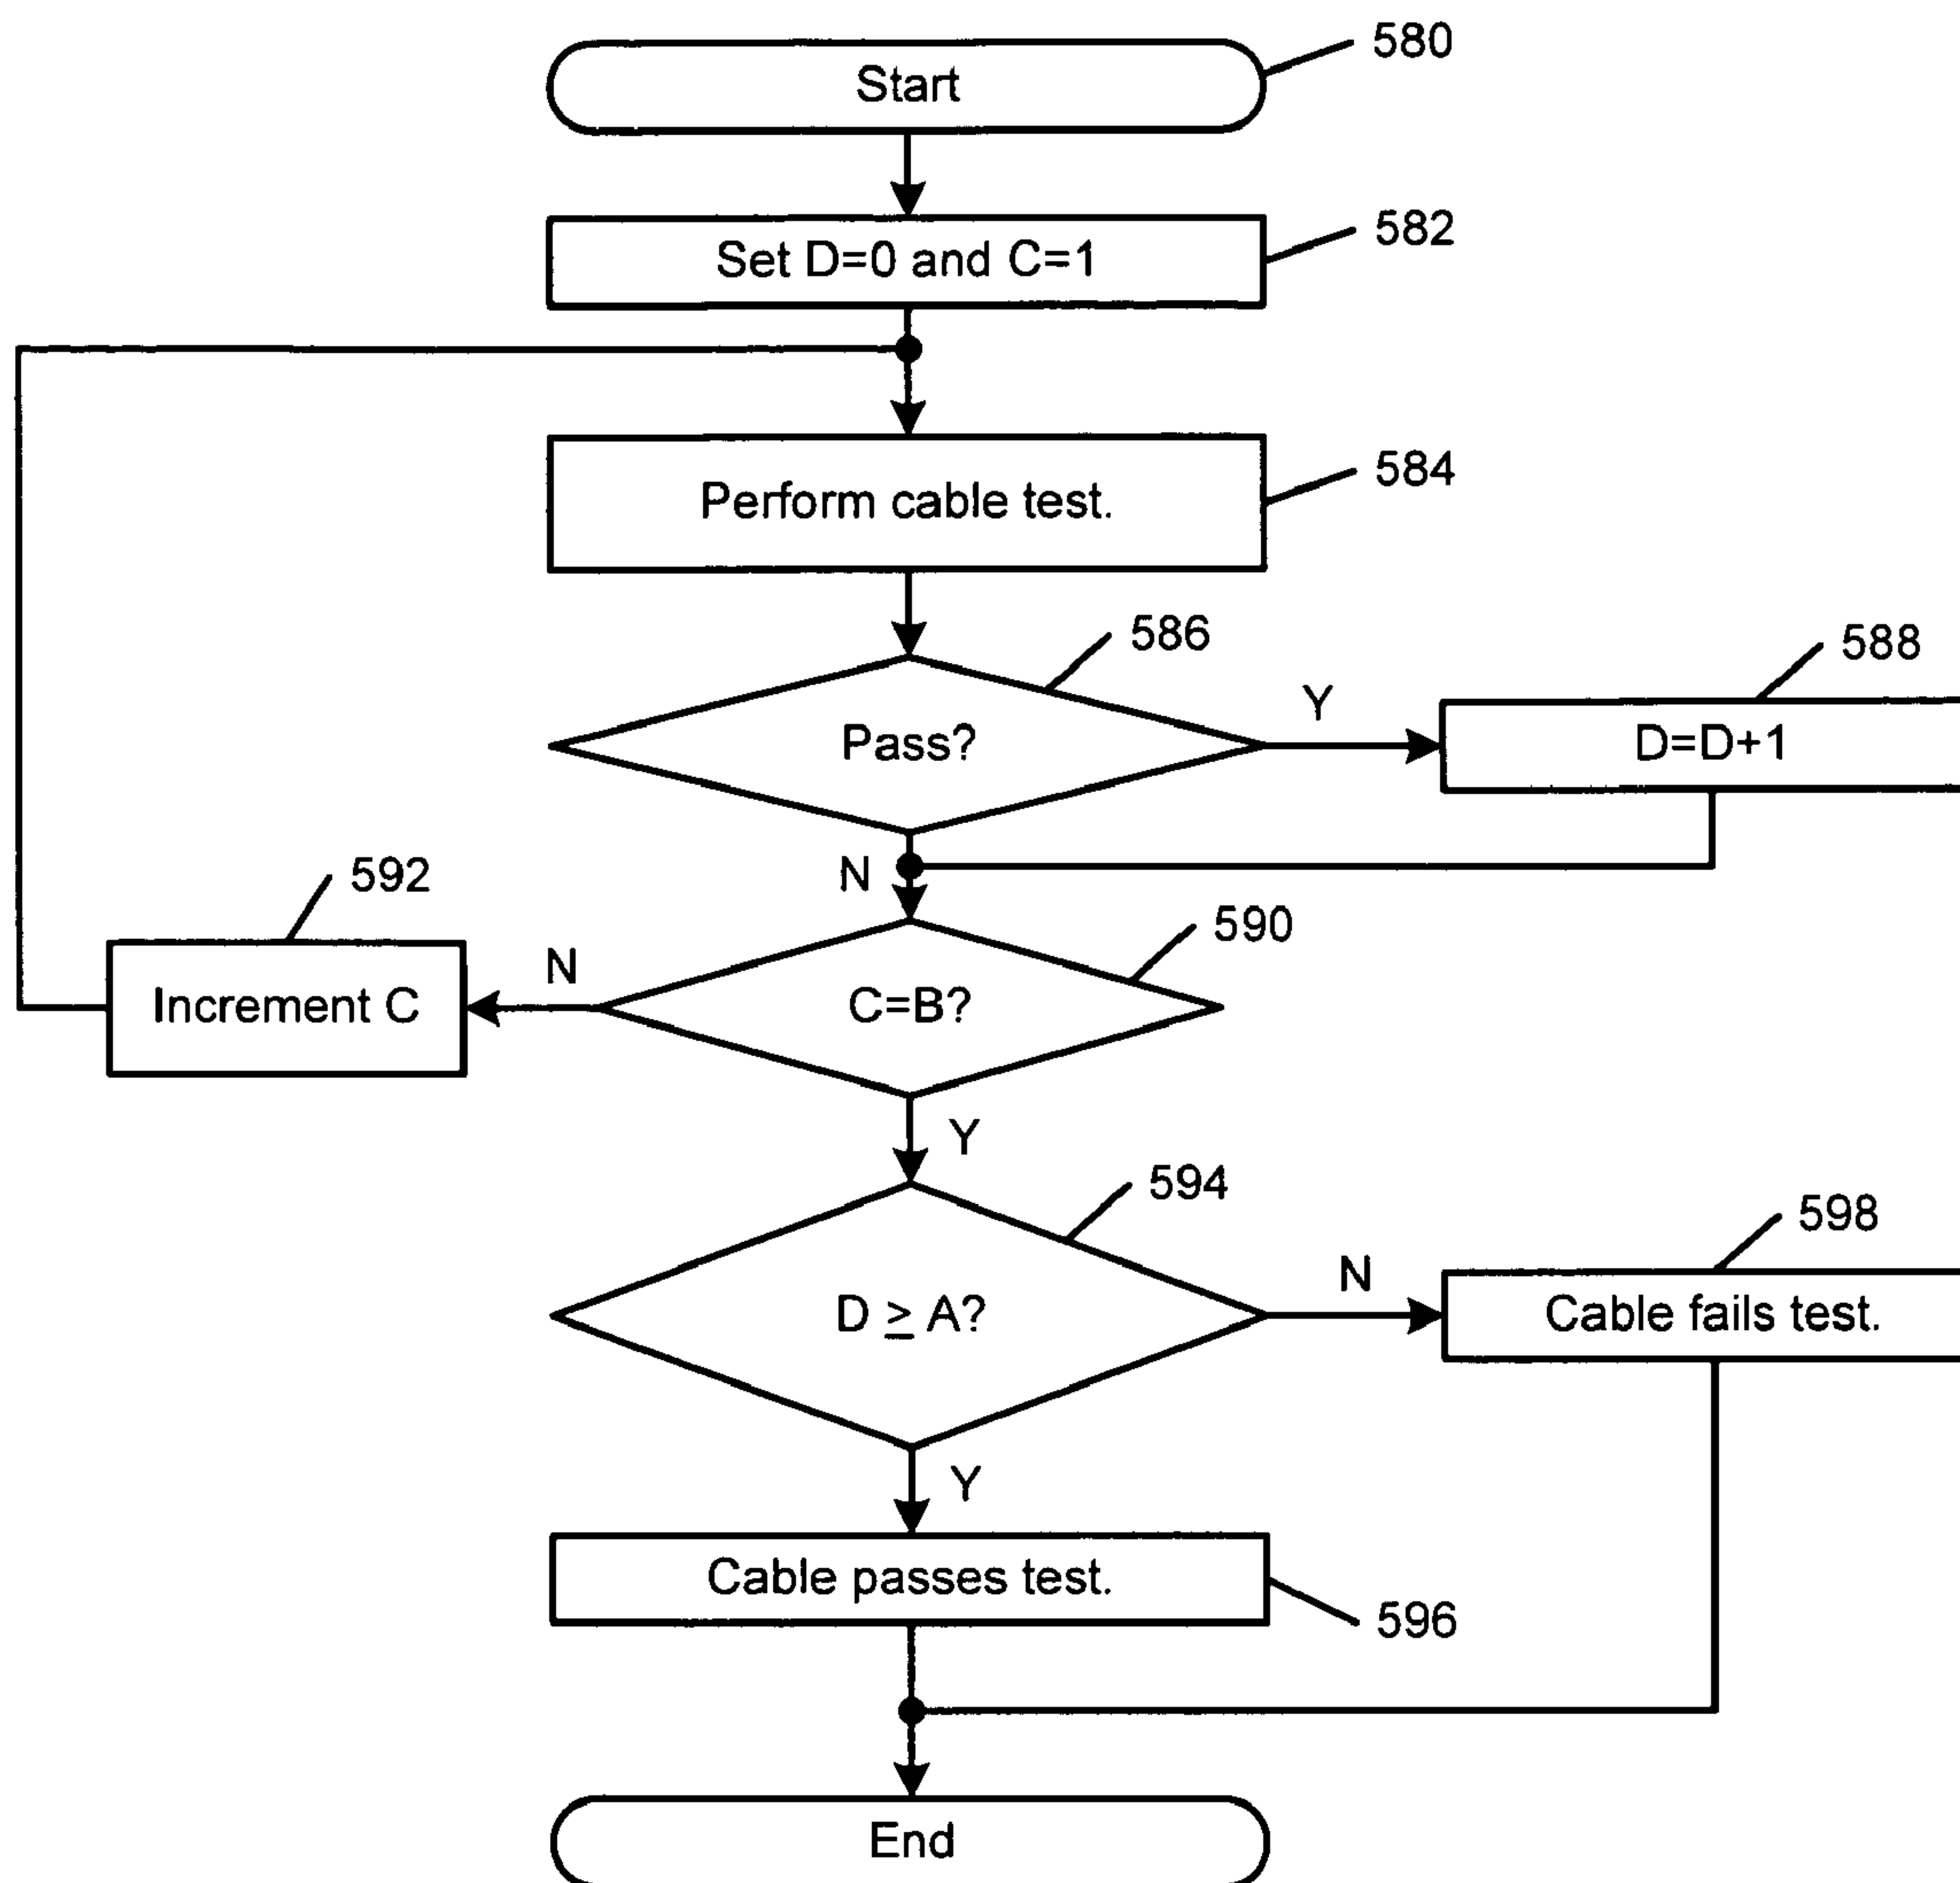 Start
580
Set D=0 and C=1
582
Perform cable test.
584
586
Pass?
Y
588
D=D+1
N
592
Increment C
N
590
C=B?
Y
594
D ≥ A?
N
598
Cable fails test.
Y
Cable passes test.
596
End